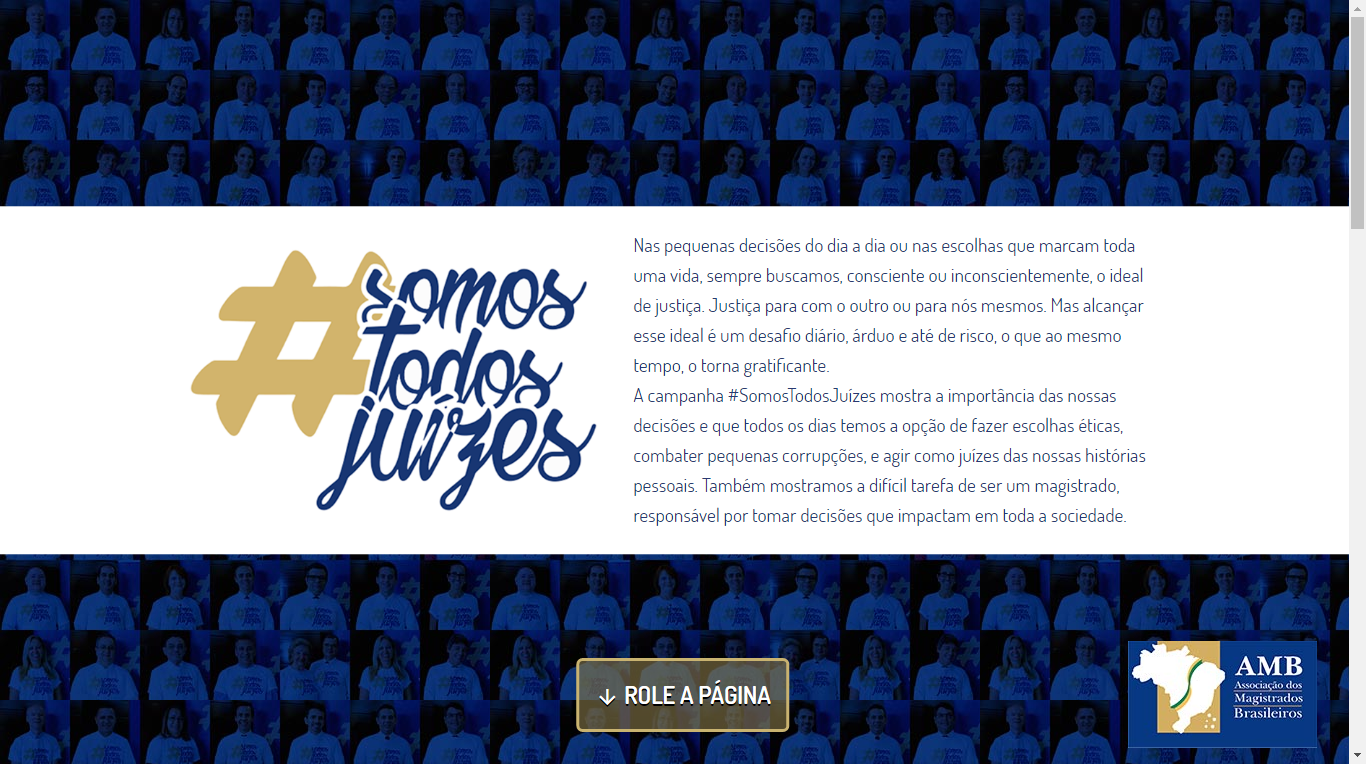 #somos
todos
juízes
Nas pequenas decisões do dia a dia ou nas escolhas que marcam toda
uma vida, sempre buscamos, consciente ou inconscientemente, o ideal
de justiça. Justiça para com o outro ou para nós mesmos. Mas alcançar
esse ideal é um desafio diário, árduo e até de risco, o que ao mesmo
tempo, o torna gratificante.
A campanha #SomosTodosJuízes mostra a importância das nossas
decisões e que todos os dias temos a opção de fazer escolhas éticas,
combater pequenas corrupções, e agir como juízes das nossas histórias
pessoais. Também mostramos a difícil tarefa de ser um magistrado,
responsável por tomar decisões que impactam em toda a sociedade.
↓ ROLE A PÁGINA
AMB
Associação dos
Magistrados
Brasileiros